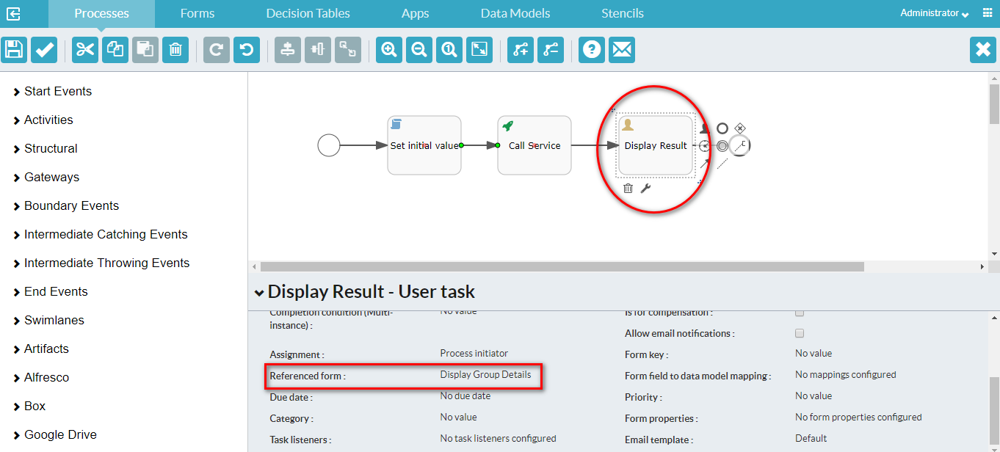 Processes
Forms
Decision Tables
Apps
Data Models
Stencils
Administrator
Start Events
Activities
Structural
Gateways
Boundary Events
Intermediate Catching Events
Intermediate Throwing Events
End Events
Swimlanes
Artifacts
Alfresco
Box
Google Drive
Set initial value
Call Service
Display Result
Display Result - User task
Completion condition (Multi-instance) :
No value
Is for compensation :
Allow email notifications :
Assignment :
Process initiator
Form key :
No value
Referenced form :
Display Group Details
Form field to data model mapping :
No mappings configured
Due date :
No due date
Priority :
No value
Category :
No value
Form properties :
No form properties configured
Task listeners :
No task listeners configured
Email template :
Default